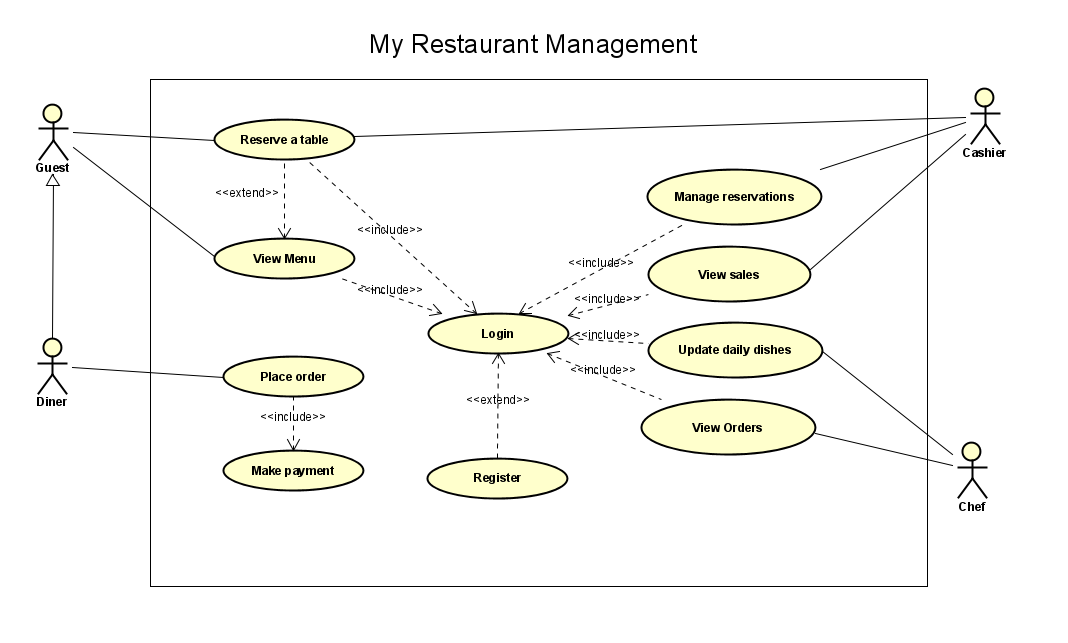 My Restaurant Management
Guest
Cashier
Reserve a table
<<extend>>
Manage reservations
<<include>>
View Menu
<<include>>
View sales
<<include>>
<<include>>
Login
<<include>>
Update daily dishes
Diner
Place order
<<include>>
<<include>>
<<extend>>
View Orders
Make payment
Register
Chef